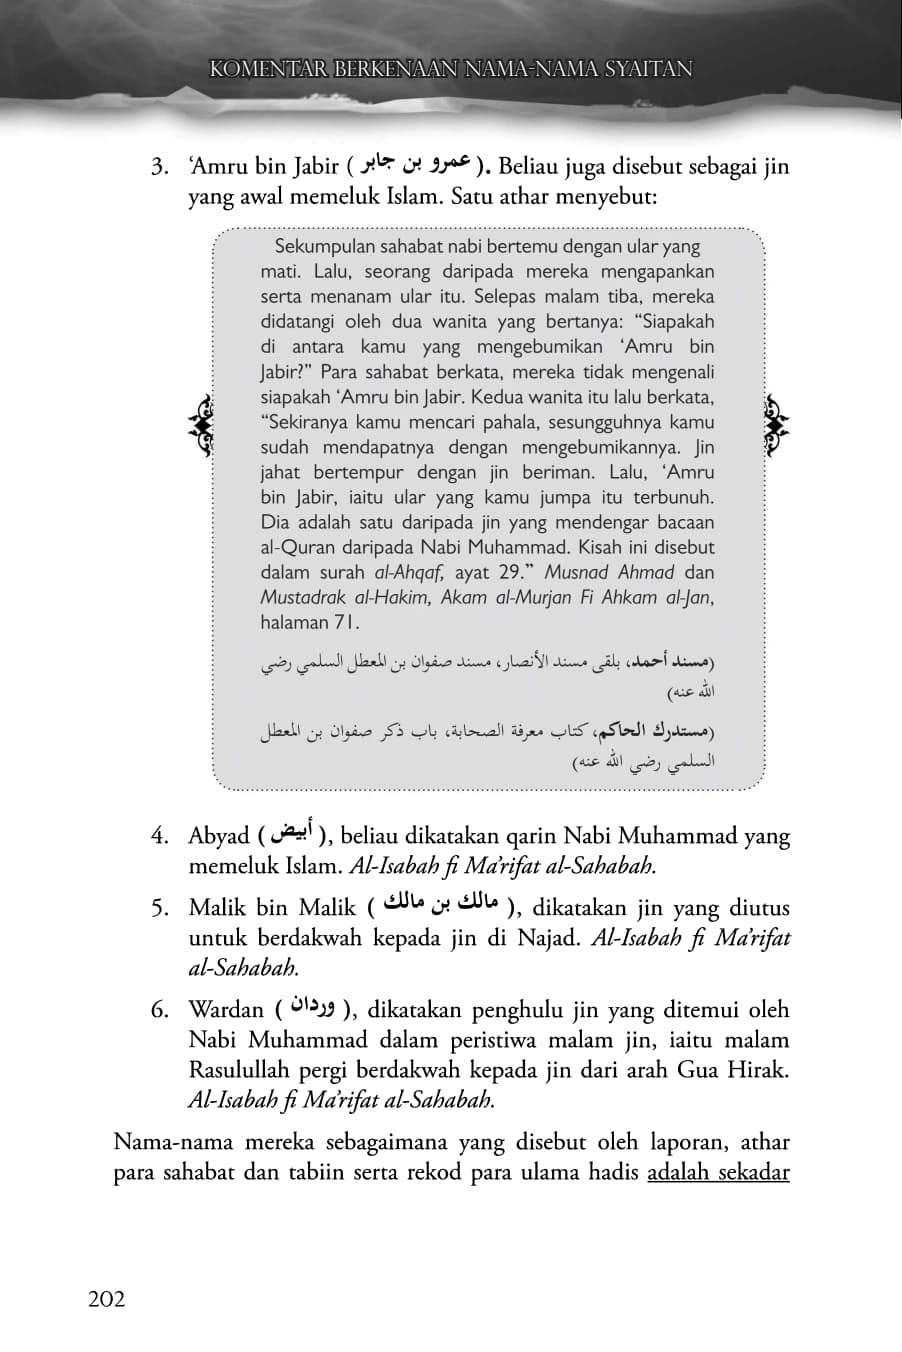 KOMENTAR BERKENAAN NAMA-NAMA SYAITAN
3. ‘Amru bin Jabir ( عمرو بن جابر ). Beliau juga disebut sebagai jin
yang awal memeluk Islam. Satu athar menyebut:
Sekumpulan sahabat nabi bertemu dengan ular yang
mati. Lalu, seorang daripada mereka mengapankan
serta menanam ular itu. Selepas malam tiba, mereka
didatangi oleh dua wanita yang bertanya: “Siapakah
di antara kamu yang mengebumikan ‘Amru bin
Jabir?” Para sahabat berkata, mereka tidak mengenali
siapakah ‘Amru bin Jabir. Kedua wanita itu lalu berkata,
“Sekiranya kamu mencari pahala, sesungguhnya kamu
sudah mendapatnya dengan mengebumikannya. Jin
jahat bertempur dengan jin beriman. Lalu, ‘Amru
bin Jabir, iaitu ular yang kamu jumpa itu terbunuh.
Dia adalah satu daripada jin yang mendengar bacaan
al-Quran daripada Nabi Muhammad. Kisah ini disebut
dalam surah al-Ahqaf, ayat 29.” Musnad Ahmad dan
Mustadrak al-Hakim, Akam al-Murjan Fi Ahkam al-Jan,
halaman 71.
(مسند أحمد، بلقى مسند الأنصار، مسند صفوان بن المعطل السلمي رضي
الله عنه)
(مستدرك الحاكم، كتاب معرفة الصحابة، باب ذكر صفوان بن المعطل
السلمي رضي الله عنه)
4. Abyad ( أبيض ), beliau dikatakan qarin Nabi Muhammad yang
memeluk Islam. Al-Isabah fi Ma’rifat al-Sahabah.
5. Malik bin Malik ( مالك بن مالك ), dikatakan jin yang diutus
untuk berdakwah kepada jin di Najad. Al-Isabah fi Ma’rifat
al-Sahabah.
6. Wardan ( وردان ), dikatakan penghulu jin yang ditemui oleh
Nabi Muhammad dalam peristiwa malam jin, iaitu malam
Rasulullah pergi berdakwah kepada jin dari arah Gua Hirak.
Al-Isabah fi Ma’rifat al-Sahabah.
Nama-nama mereka sebagaimana yang disebut oleh laporan, athar
para sahabat dan tabiin serta rekod para ulama hadis adalah sekadar
202